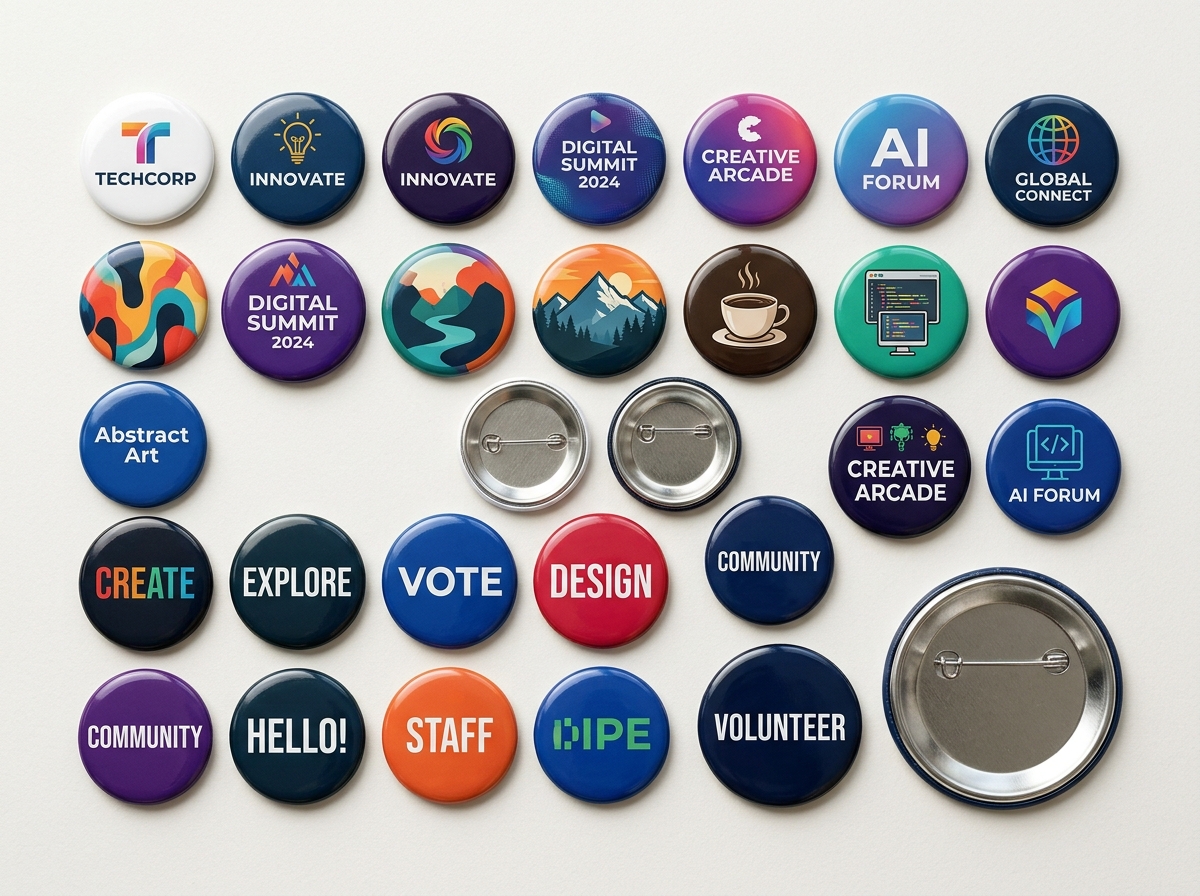 TECHCORP
INNOVATE
INNOVATE
DIGITAL
SUMMIT
2024
CREATIVE
ARCADE
AI
FORUM
GLOBAL
CONNECT
DIGITAL
SUMMIT
2024
Abstract
Art
CREATIVE
ARCADE
AI FORUM
CREATE
EXPLORE
VOTE
DESIGN
COMMUNITY
COMMUNITY
HELLO!
STAFF
VOLUNTEER